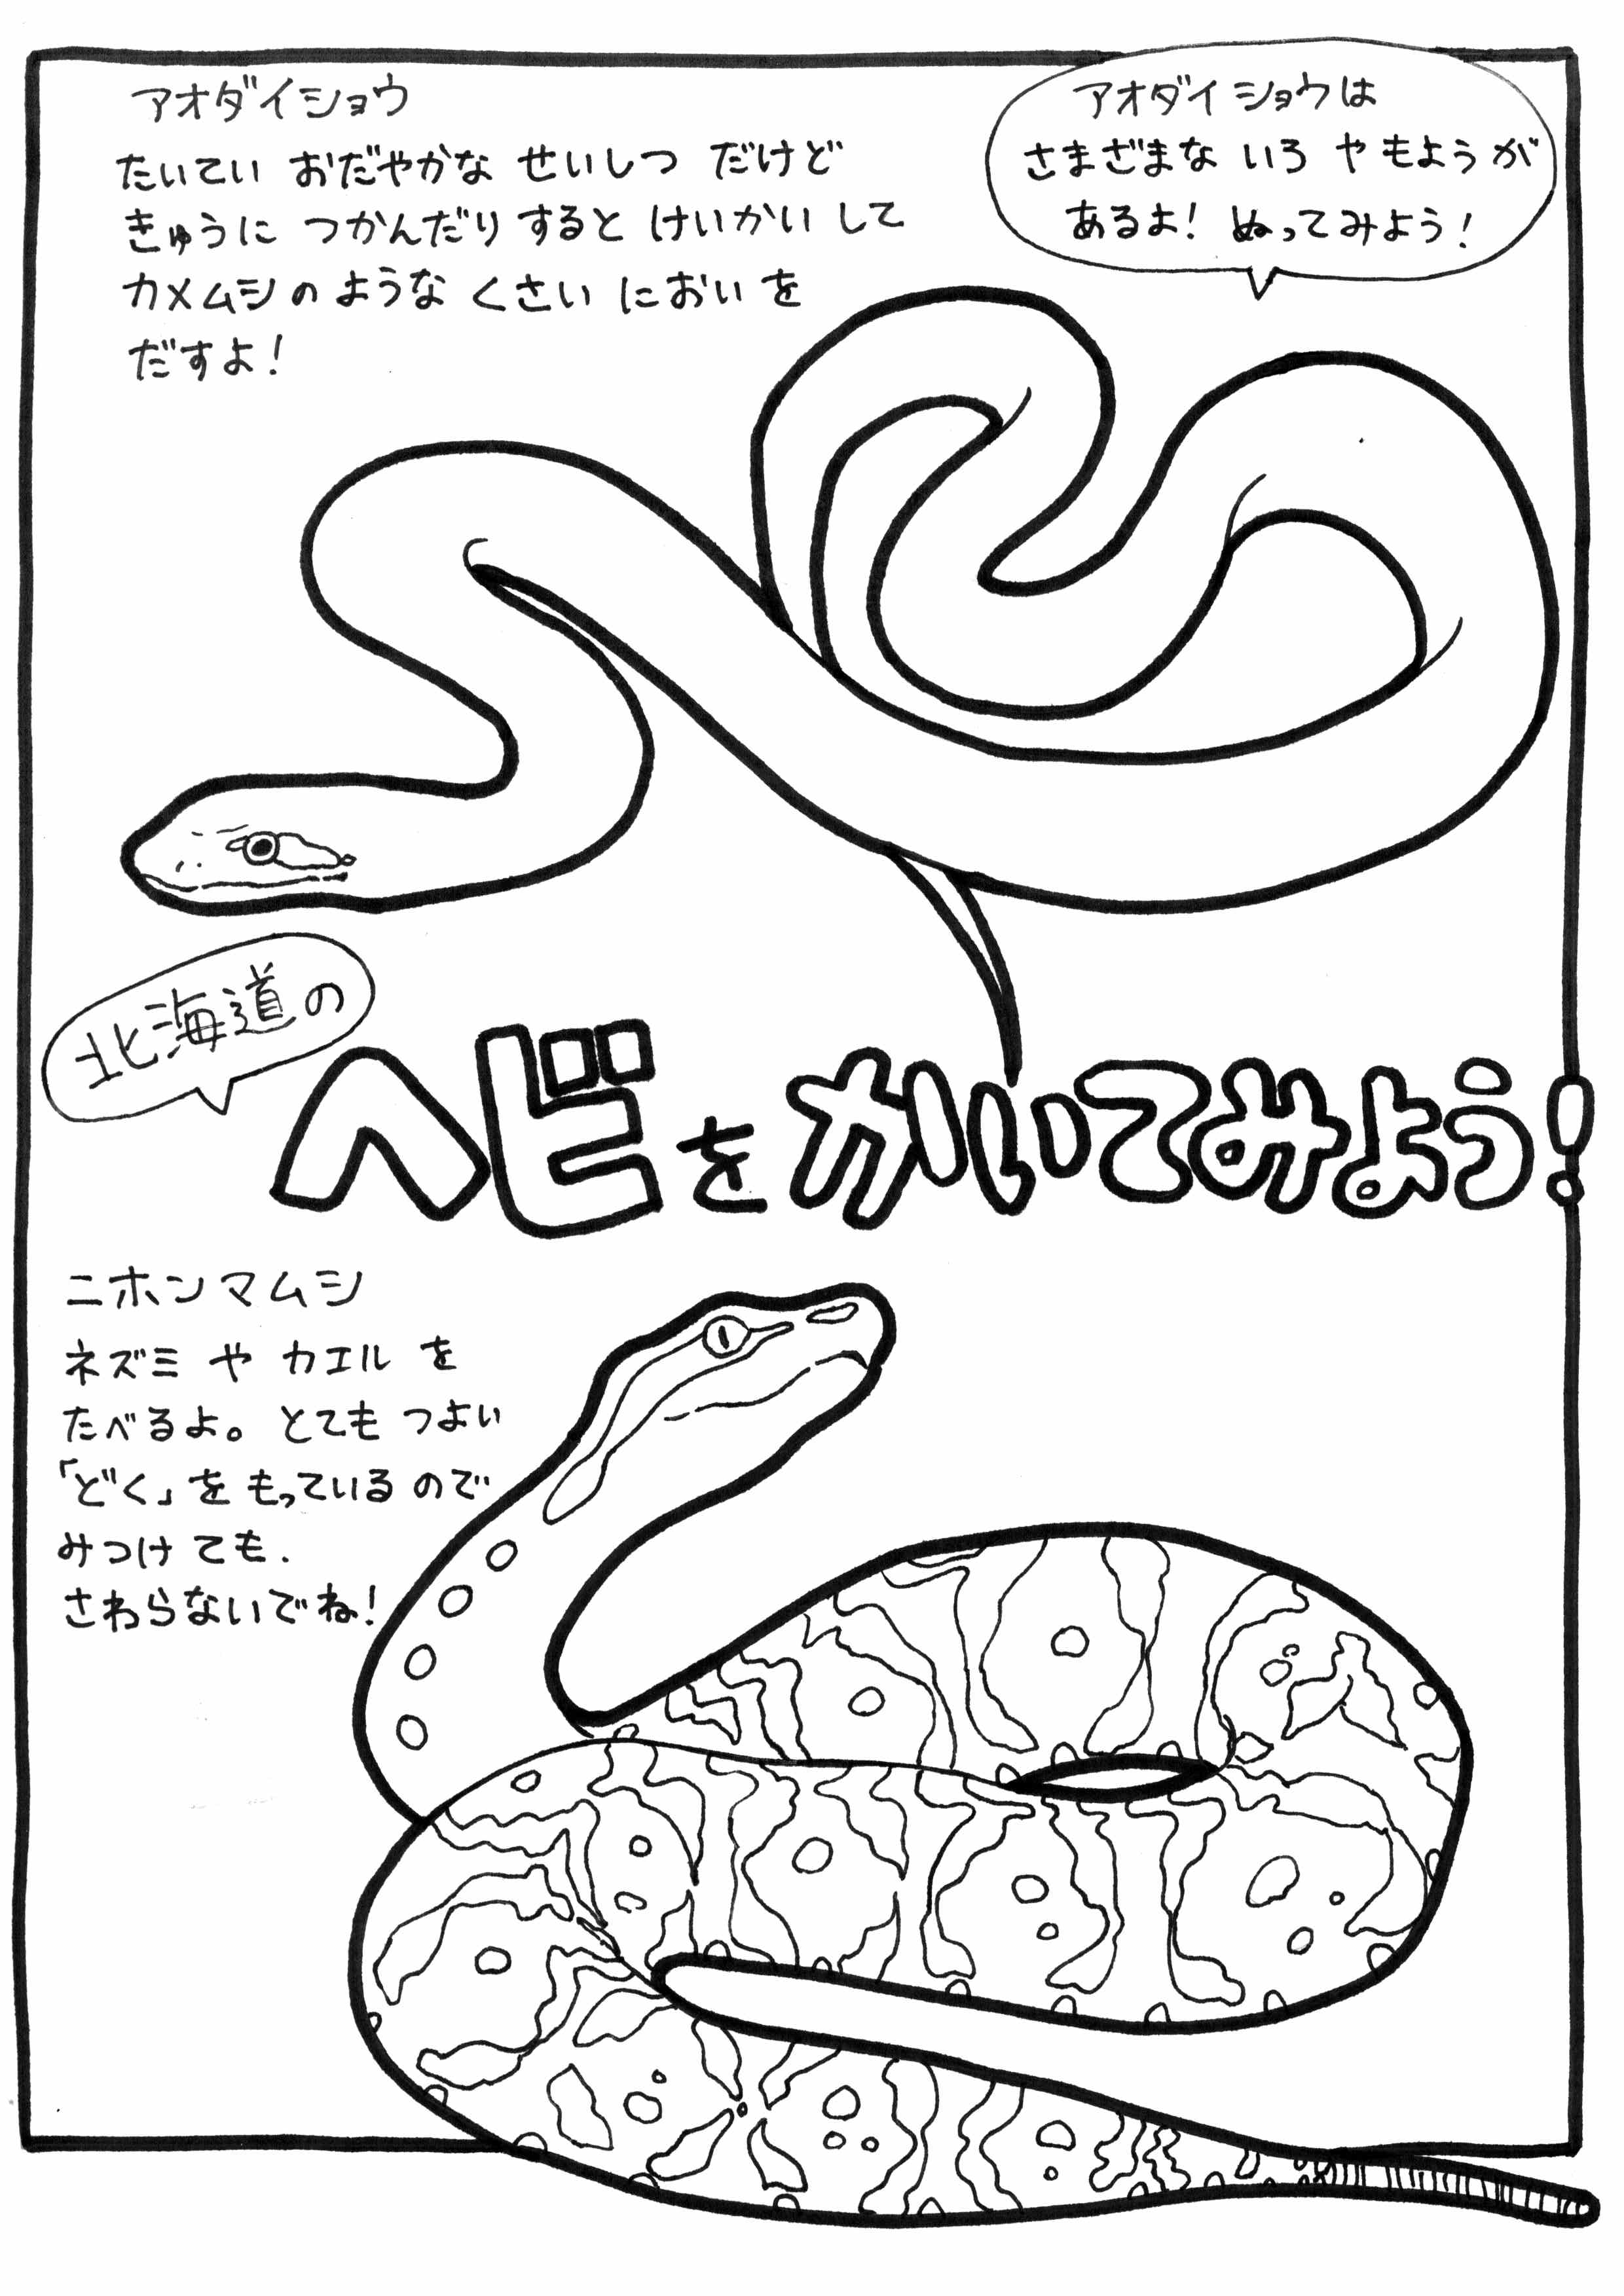 アオダイショウ
たいてい おだやかな せいしつ だけど
きゅうに つかんだり すると けいかい して
カメムシの ような くさい においを
だすよ！
アオダイショウは
さまざまな いろ や もようが
あるよ！ ぬってみよう！
北海道の
ヘビをかいてみよう！
ニホンマムシ
ネズミ や カエル を
たべるよ。 とても つよい
「どく」を もっている ので
みつけ ても、
さわらないでね！